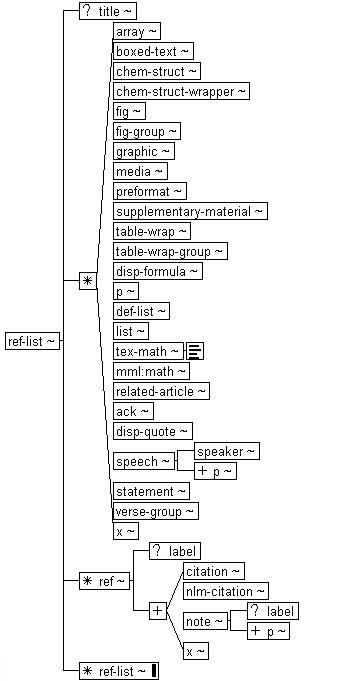 ? title ~
array ~
boxed-text ~
chem-struct ~
chem-struct-wrapper ~
fig ~
fig-group ~
graphic ~
media ~
preformat ~
supplementary-material ~
table-wrap ~
table-wrap-group ~
disp-formula ~
*
p ~
def-list ~
list ~
ref-list ~
tex-math ~
mml:math ~
related-article ~
ack ~
disp-quote ~
speech ~
speaker ~
+ p ~
statement ~
verse-group ~
x ~
* ref ~
? label
+
citation ~
nlm-citation ~
note ~
? label
+ p ~
x ~
* ref-list ~